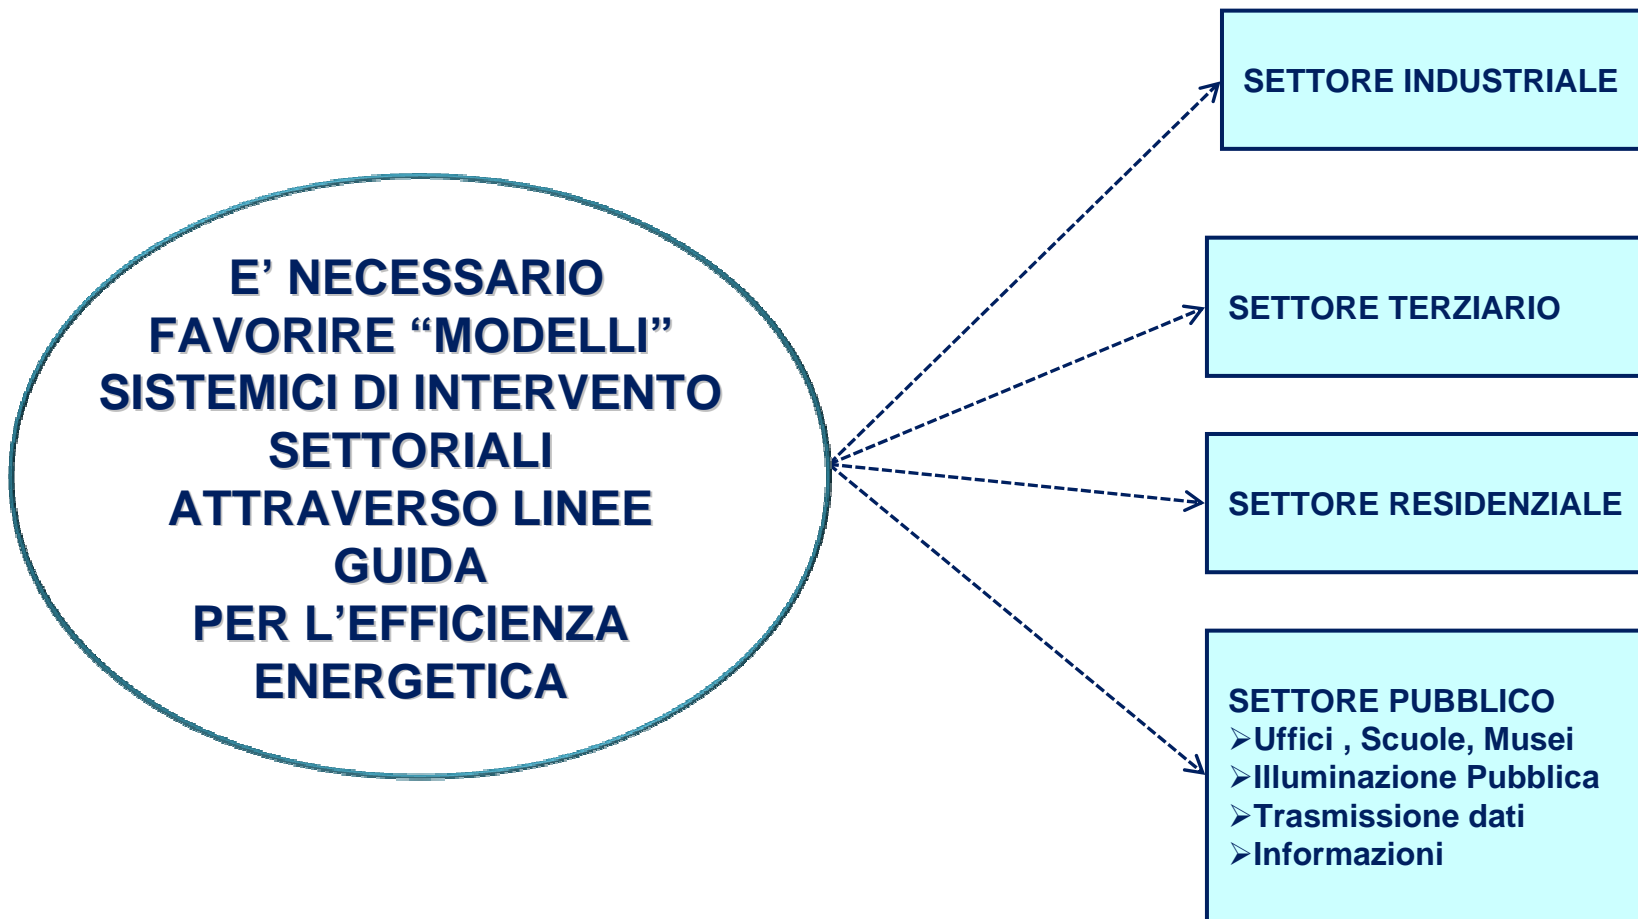 E’ NECESSARIO
FAVORIRE “MODELLI”
SISTEMICI DI INTERVENTO
SETTORIALI
ATTRAVERSO LINEE
GUIDA
PER L’EFFICIENZA
ENERGETICA
SETTORE INDUSTRIALE
SETTORE TERZIARIO
SETTORE RESIDENZIALE
SETTORE PUBBLICO
➢Uffici , Scuole, Musei
➢Illuminazione Pubblica
➢Trasmissione dati
➢Informazioni